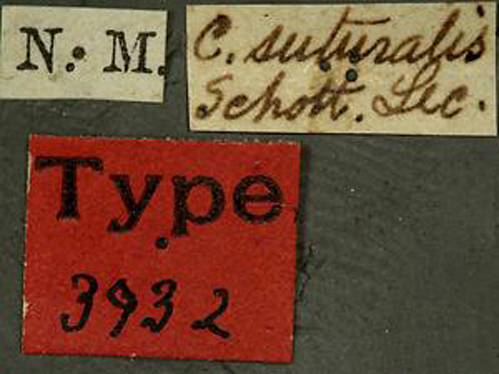 N. M.
C. suturalis
Schott. Lec.
Type
3932